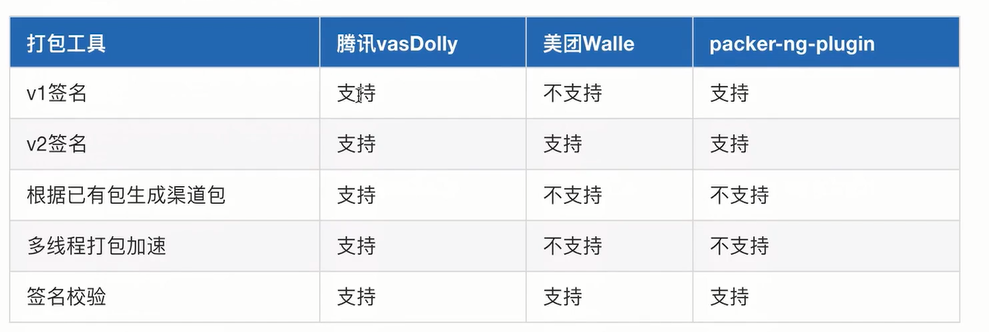 打包工具 腾讯vasDolly 美团Walle packer-ng-plugin
v1签名 支持 不支持 支持
v2签名 支持 支持 支持
根据已有包生成渠道包 支持 不支持 不支持
多线程打包加速 支持 不支持 不支持
签名校验 支持 支持 支持